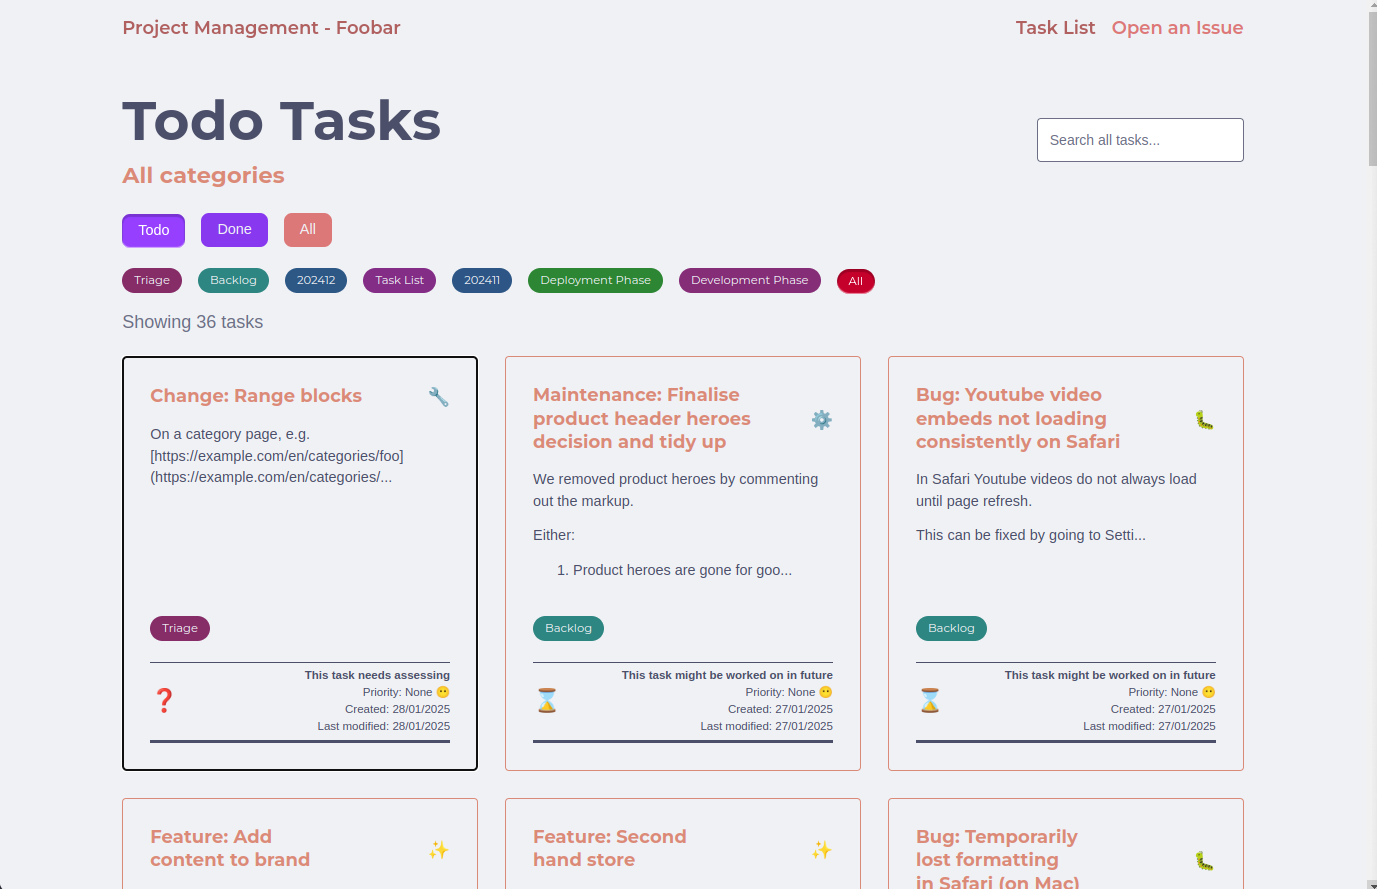 Project Management - Foobar
Task List
Open an Issue
Todo Tasks
Search all tasks...
All categories
Todo
Done
All
Triage
Backlog
202412
Task List
202411
Deployment Phase
Development Phase
All
Showing 36 tasks
Change: Range blocks
On a category page, e.g.
[https://example.com/en/categories/foo]
(https://example.com/en/categories/...
Triage
This task needs assessing
Priority: None
Created: 28/01/2025
Last modified: 28/01/2025
Maintenance: Finalise
product header heroes
decision and tidy up
We removed product heroes by commenting
out the markup.
Either:
1. Product heroes are gone for goo...
Backlog
This task might be worked on in future
Priority: None
Created: 27/01/2025
Last modified: 27/01/2025
Bug: Youtube video
embeds not loading
consistently on Safari
In Safari Youtube videos do not always load
until page refresh.
This can be fixed by going to Setti...
Backlog
This task might be worked on in future
Priority: None
Created: 27/01/2025
Last modified: 27/01/2025
Feature: Add
content to brand
Feature: Second
hand store
Bug: Temporarily
lost formatting
in Safari (on Mac)